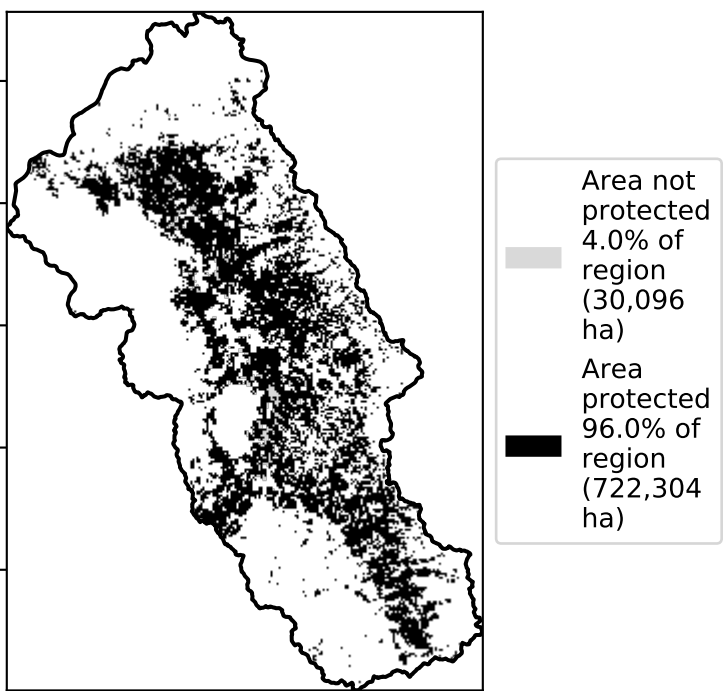 Area not
protected
4.0% of
region
(30,096
ha)
Area
protected
96.0% of
region
(722,304
ha)